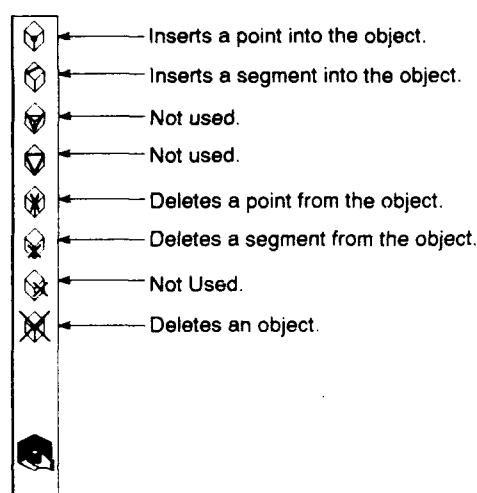 Inserts a point into the object.
Inserts a segment into the object.
Not used.
Not used.
Deletes a point from the object.
Deletes a segment from the object.
Not Used.
Deletes an object.